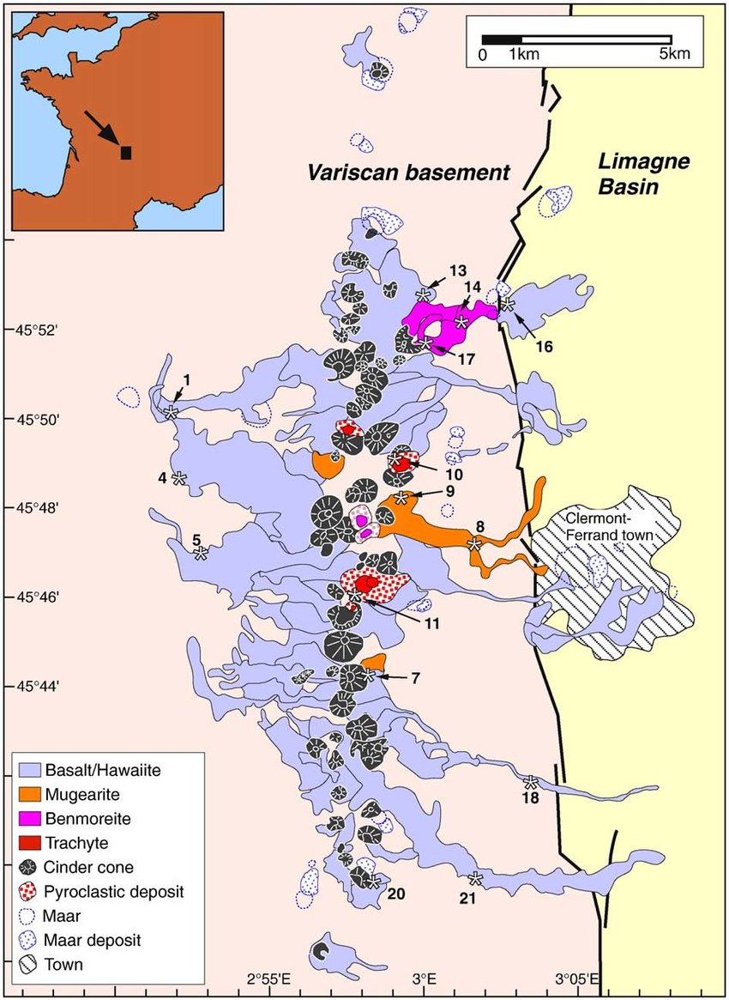 0 1km 5km
Variscan basement
Limagne
Basin
13
14
45°52'
16
17
1
45°50'
10
4
9
45°48'
8
Clermont-
Ferrand town
5
45°46'
11
45°44'
7
Basalt/Hawaiite
Mugearite
Benmoreite
Trachyte
Cinder cone
Pyroclastic deposit
Maar
Maar deposit
Town
18
20
21
2°55'E
3°E
3°05'E